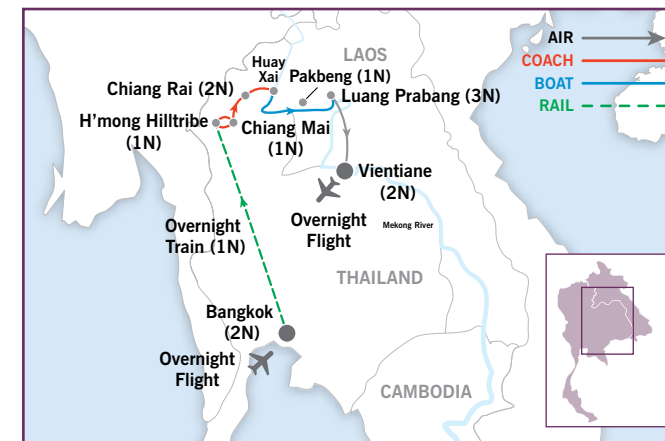 AIR
COACH
BOAT
RAIL
LAOS
Huay
Xai
Pakbeng (1N)
Chiang Rai (2N)
Luang Prabang (3N)
H'mong Hilltribe
(1N)
Chiang Mai
(1N)
Vientiane
(2N)
Overnight
Flight
Mekong River
Overnight
Train (1N)
THAILAND
Bangkok
(2N)
Overnight
Flight
CAMBODIA